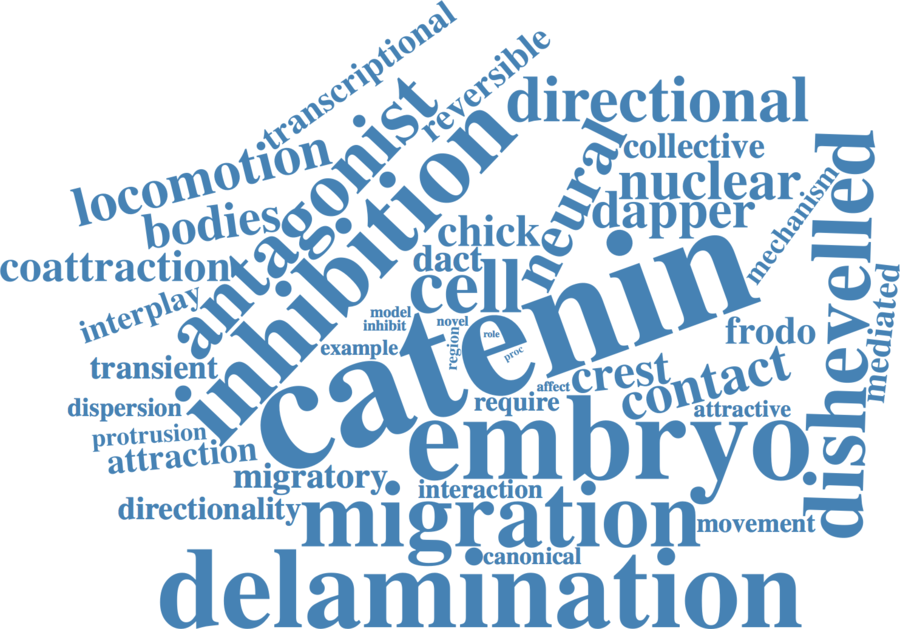 transcriptional
reversible
directional
antagonist
inhibition
locomotion
neural
collective
dishevelled
bodies
nuclear
mechanism
dapper
chick
coattraction
dact
cell
catenin
interplay
model
inhibit
novel
role
region
proc
example
frodo
mediated
transient
affect
crest
contact
require
attractive
dispersion
embryo
protrusion
attraction
migratory
interaction
directionality
migration
movement
canonical
delamination